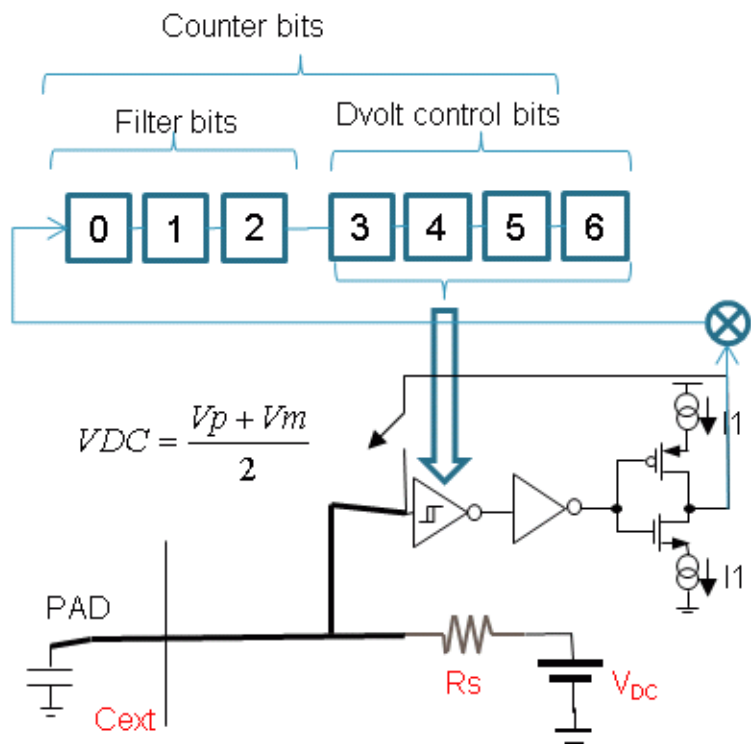 Counter bits
Filter bits
Dvolt control bits
0 1 2 3 4 5 6
I1
VDC = (Vp + Vm) / 2
I1
PAD
Rs
V_DC
Cext